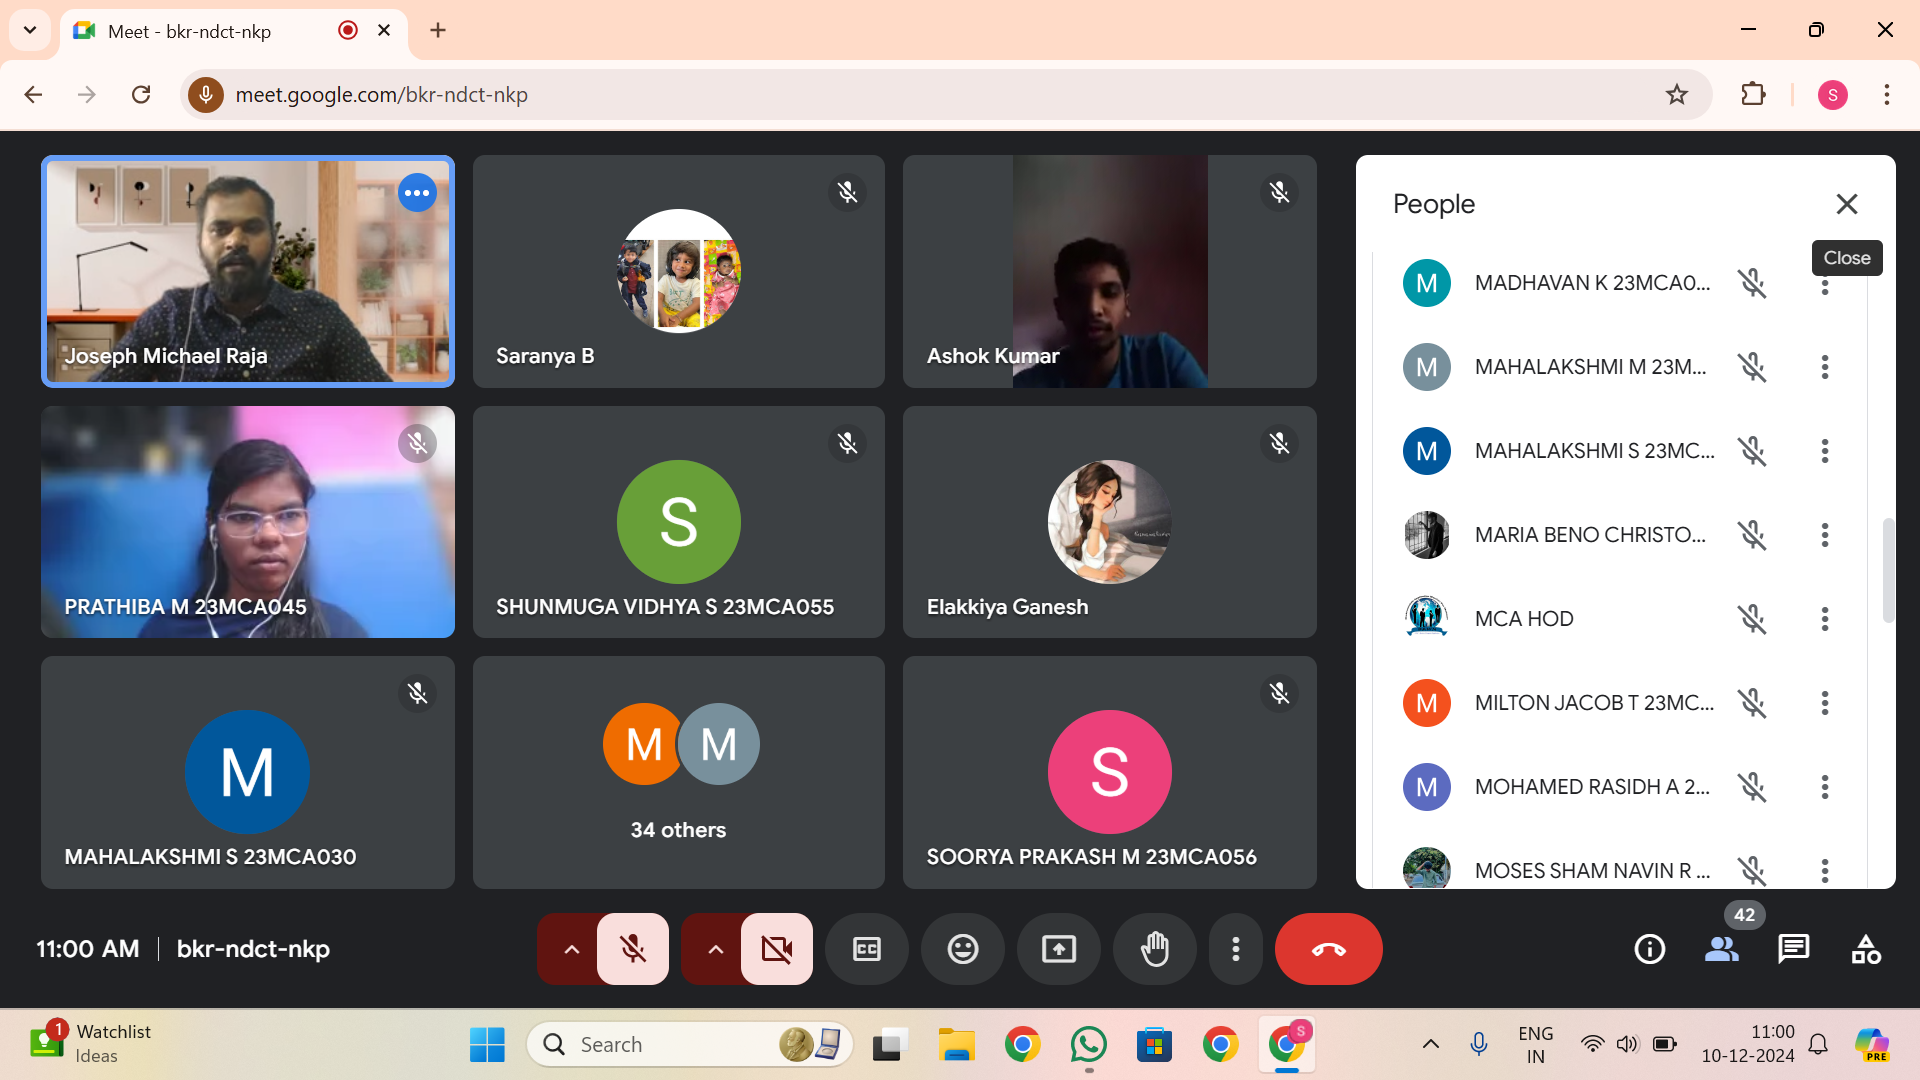 Meet - bkr-ndct-nkp
meet.google.com/bkr-ndct-nkp
S
Joseph Michael Raja
Saranya B
Ashok Kumar
PRATHIBA M 23MCA045
S
SHUNMUGA VIDHYA S 23MCA055
Elakkiya Ganesh
M
MAHALAKSHMI S 23MCA030
M
M
34 others
S
SOORYA PRAKASH M 23MCA056
People
Close
M
MADHAVAN K 23MCA0...
M
MAHALAKSHMI M 23M...
M
MAHALAKSHMI S 23MC...
MARIA BENO CHRISTO...
MCA HOD
M
MILTON JACOB T 23MC...
M
MOHAMED RASIDH A 2...
MOSES SHAM NAVIN R ...
11:00 AM
bkr-ndct-nkp
CC
42
1
Watchlist
Ideas
Search
S
ENG
IN
11:00
10-12-2024
PRE